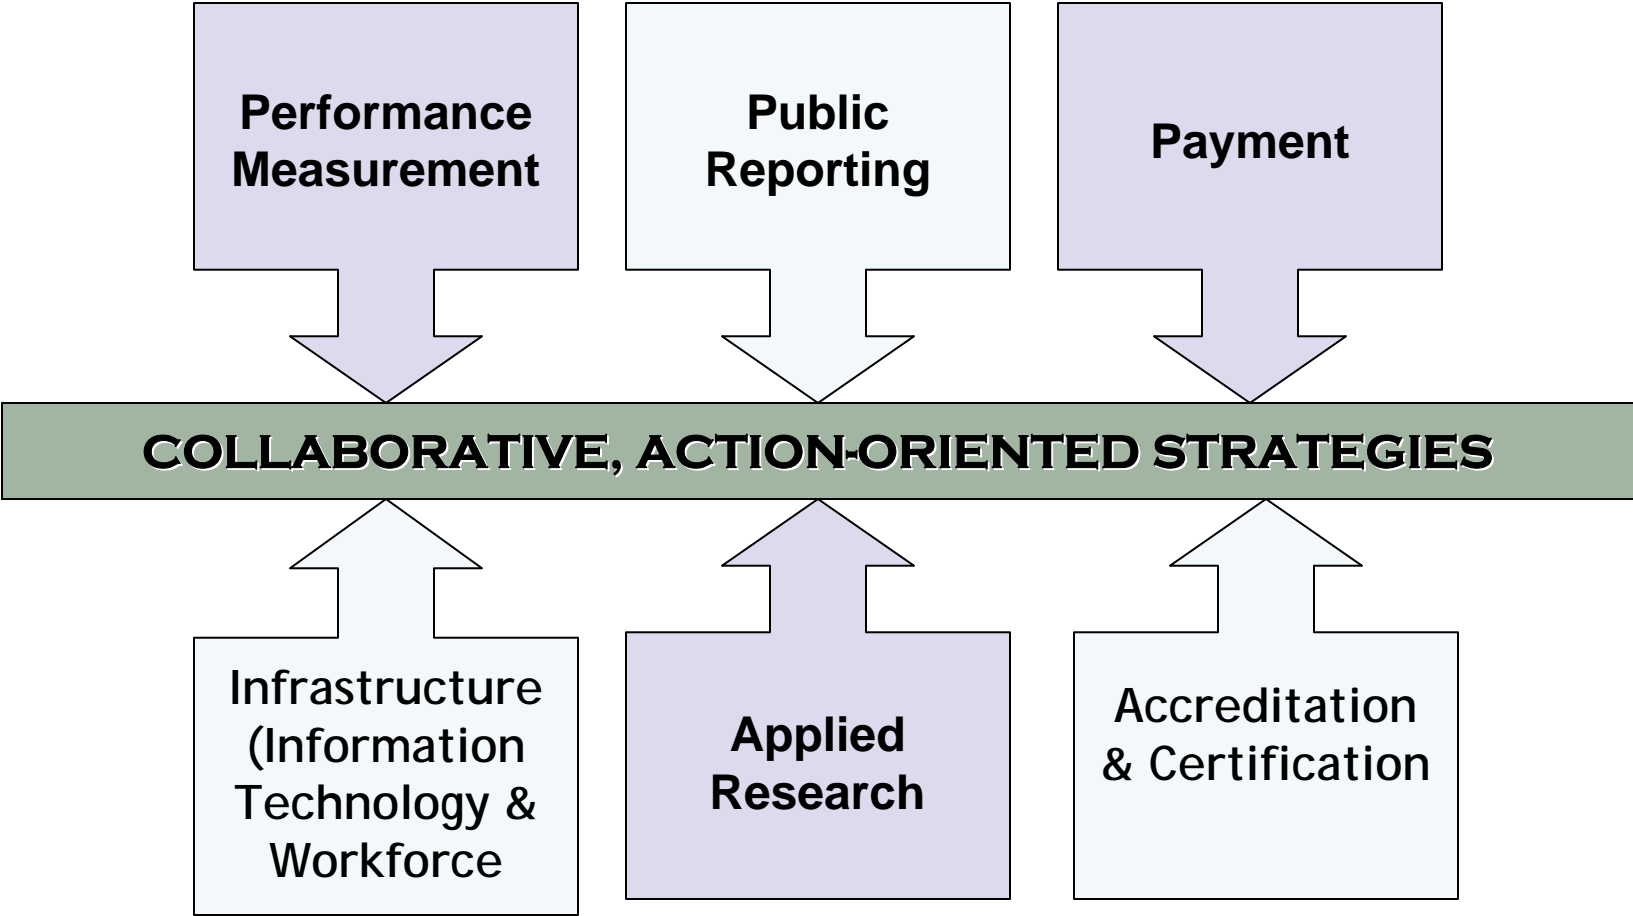 Performance
Measurement
Public
Reporting
Payment
COLLABORATIVE, ACTION-ORIENTED STRATEGIES
Infrastructure
(Information
Technology &
Workforce
Applied
Research
Accreditation
& Certification